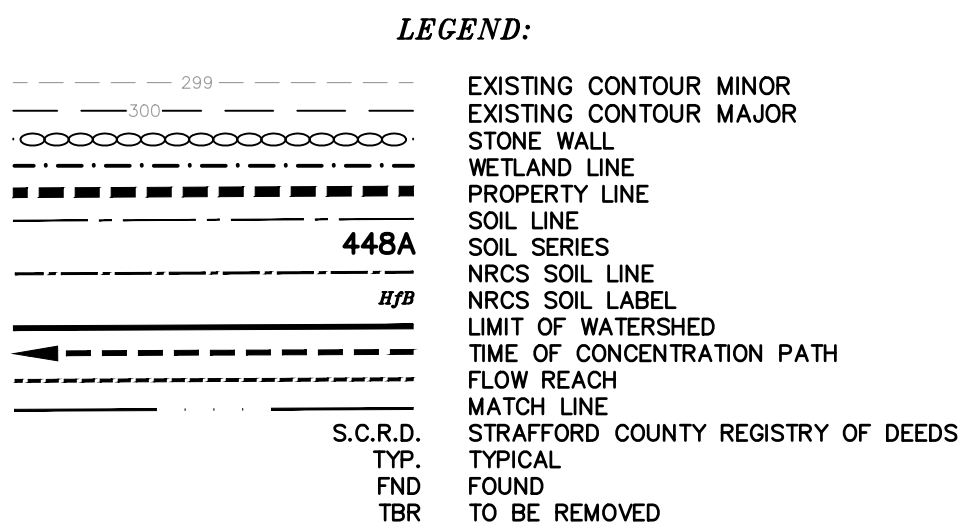 LEGEND:
299 EXISTING CONTOUR MINOR
300 EXISTING CONTOUR MAJOR
STONE WALL
WETLAND LINE
PROPERTY LINE
SOIL LINE
448A SOIL SERIES
NRCS SOIL LINE
HfB NRCS SOIL LABEL
LIMIT OF WATERSHED
TIME OF CONCENTRATION PATH
FLOW REACH
MATCH LINE
S.C.R.D. STRAFFORD COUNTY REGISTRY OF DEEDS
TYP. TYPICAL
FND FOUND
TBR TO BE REMOVED